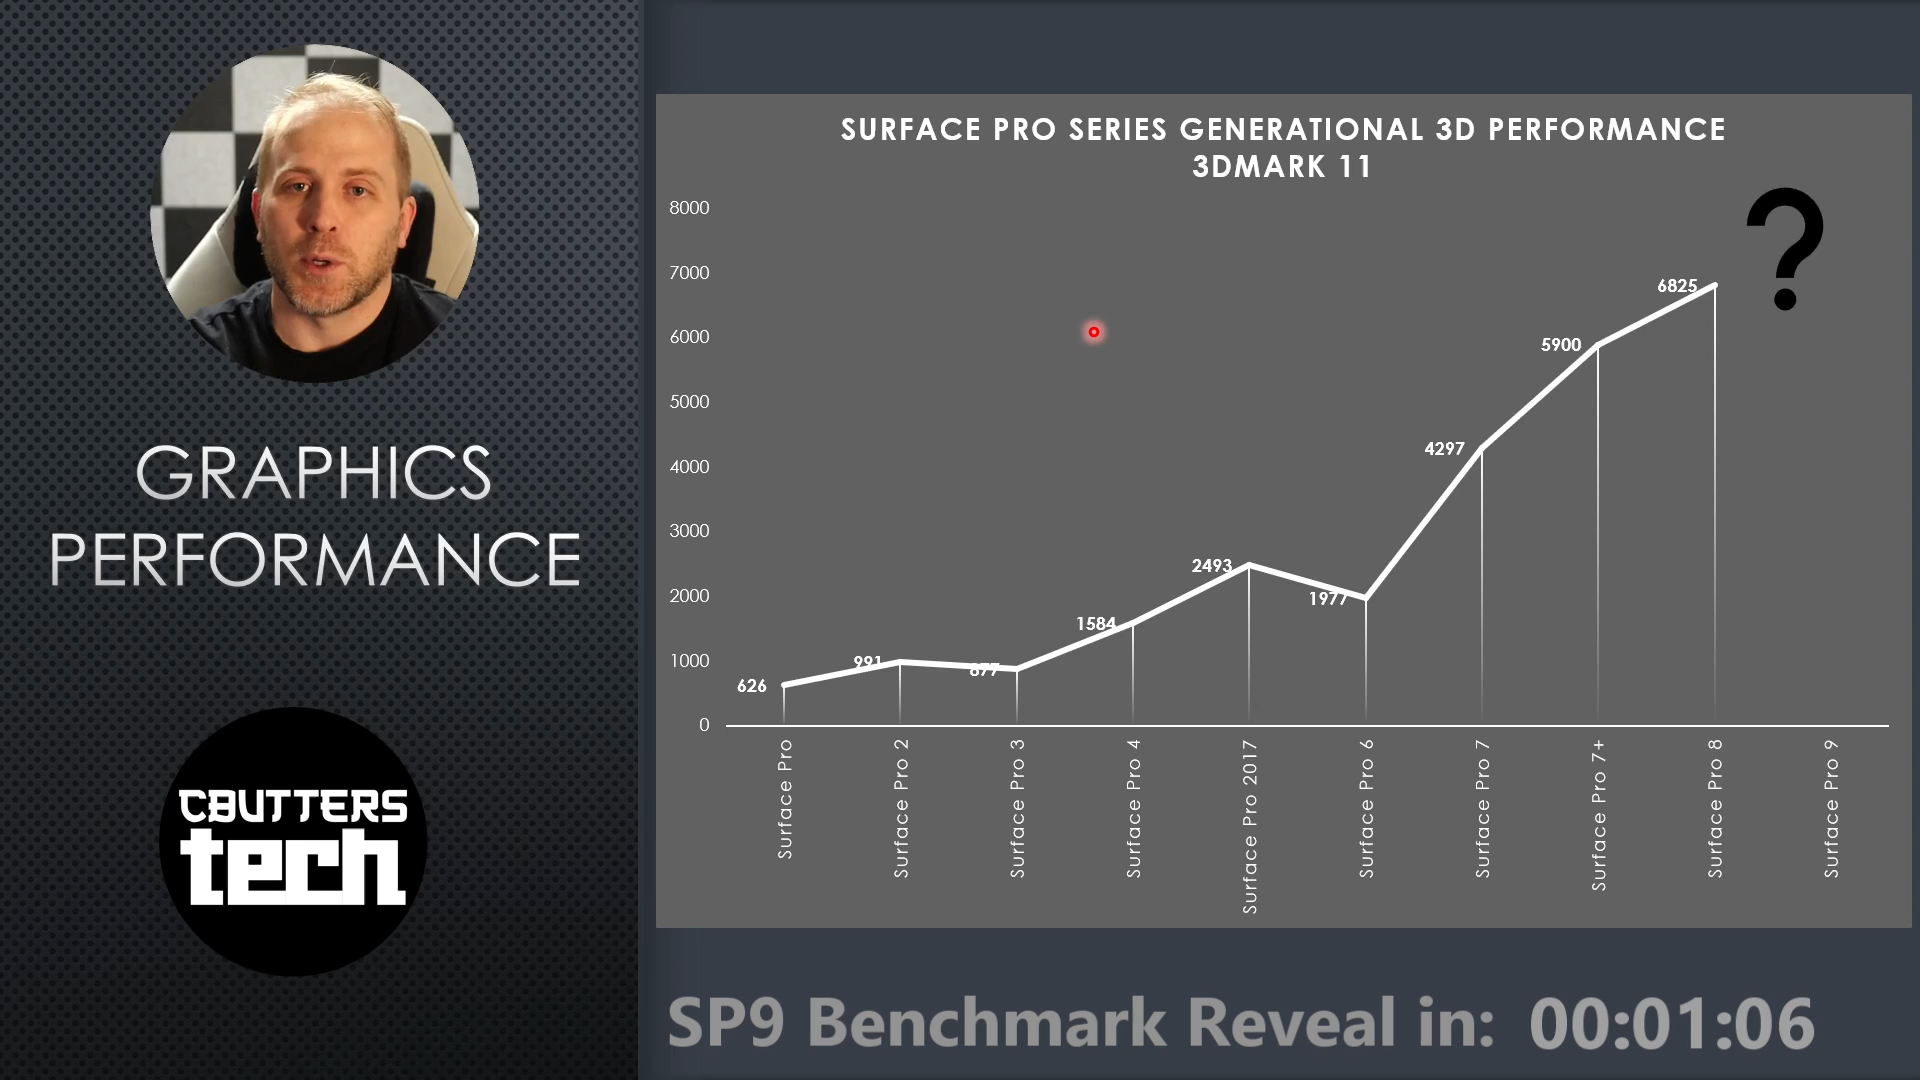 GRAPHICS
PERFORMANCE
CBUTTERS
tech
SURFACE PRO SERIES GENERATIONAL 3D PERFORMANCE
3DMARK 11
8000
7000
6000
5000
4000
3000
2000
1000
0
626
991
877
1584
2493
1977
4297
5900
6825
?
Surface Pro
Surface Pro 2
Surface Pro 3
Surface Pro 4
Surface Pro 2017
Surface Pro 6
Surface Pro 7
Surface Pro 7+
Surface Pro 8
Surface Pro 9
SP9 Benchmark Reveal in: 00:01:06